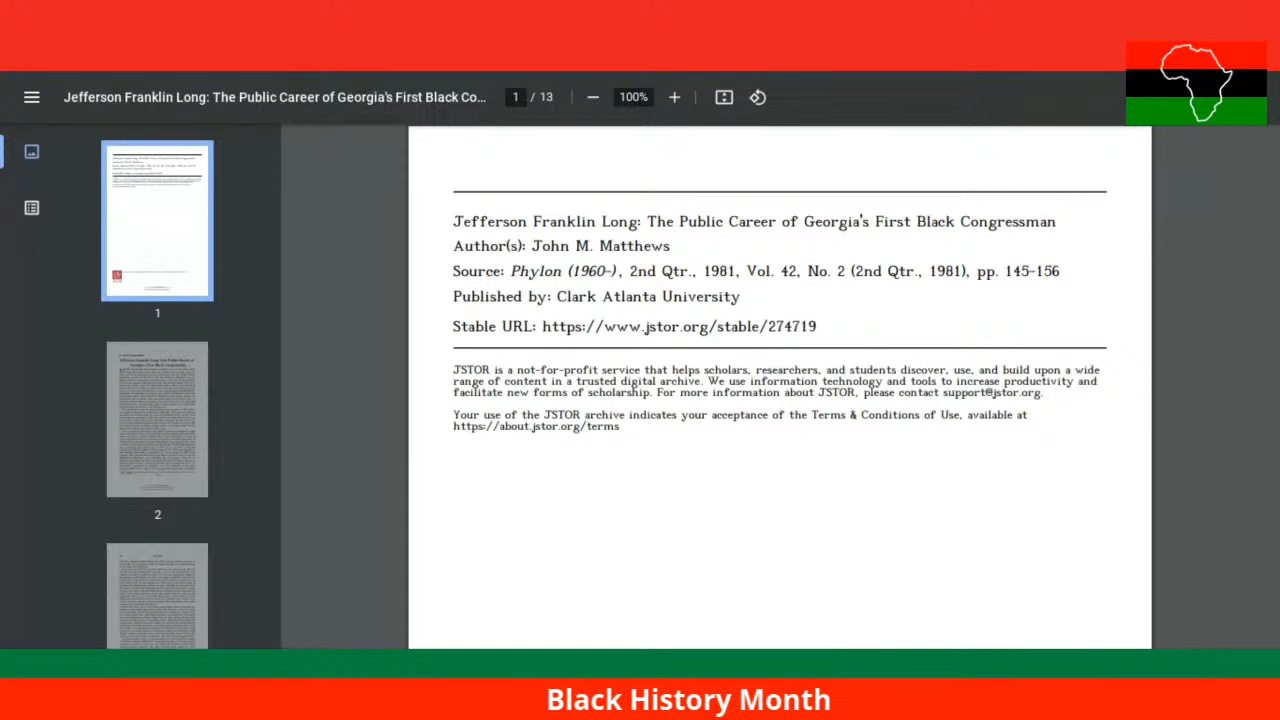 Jefferson Franklin Long: The Public Career of Georgia's First Black Co...
1 / 13
100%
Jefferson Franklin Long: The Public Career of Georgia's First Black Congressman
Author(s): John M. Matthews
Source: Phylon (1960-), 2nd Qtr., 1981, Vol. 42, No. 2 (2nd Qtr., 1981), pp. 145-156
Published by: Clark Atlanta University
Stable URL: https://www.jstor.org/stable/274719
JSTOR is a not-for-profit service that helps scholars, researchers, and students discover, use, and build upon a wide
range of content in a trusted digital archive. We use information technology and tools to increase productivity and
facilitate new forms of scholarship. For more information about JSTOR, please contact support@jstor.org.
Your use of the JSTOR archive indicates your acceptance of the Terms & Conditions of Use, available at
https://about.jstor.org/terms
1
2
Black History Month